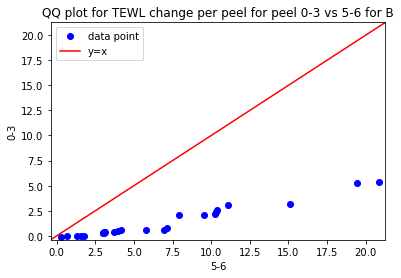 QQ plot for TEWL change per peel for peel 0-3 vs 5-6 for B
data point
y=x
20.0
17.5
15.0
12.5
10.0
7.5
5.0
2.5
0.0
0-3
0.0 2.5 5.0 7.5 10.0 12.5 15.0 17.5 20.0
5-6